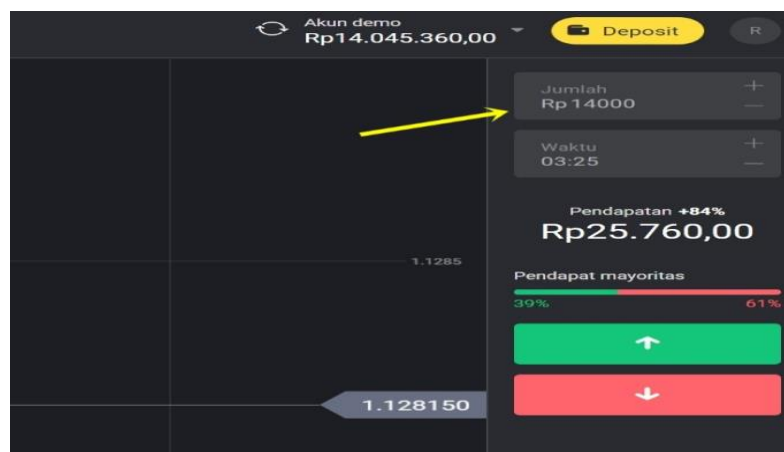 Akun demo
Rp14.045.360,00
Deposit
R
Jumlah
Rp 14000
Waktu
03:25
Pendapatan +84%
Rp25.760,00
1.1285
Pendapat mayoritas
39% 61%
1.128150